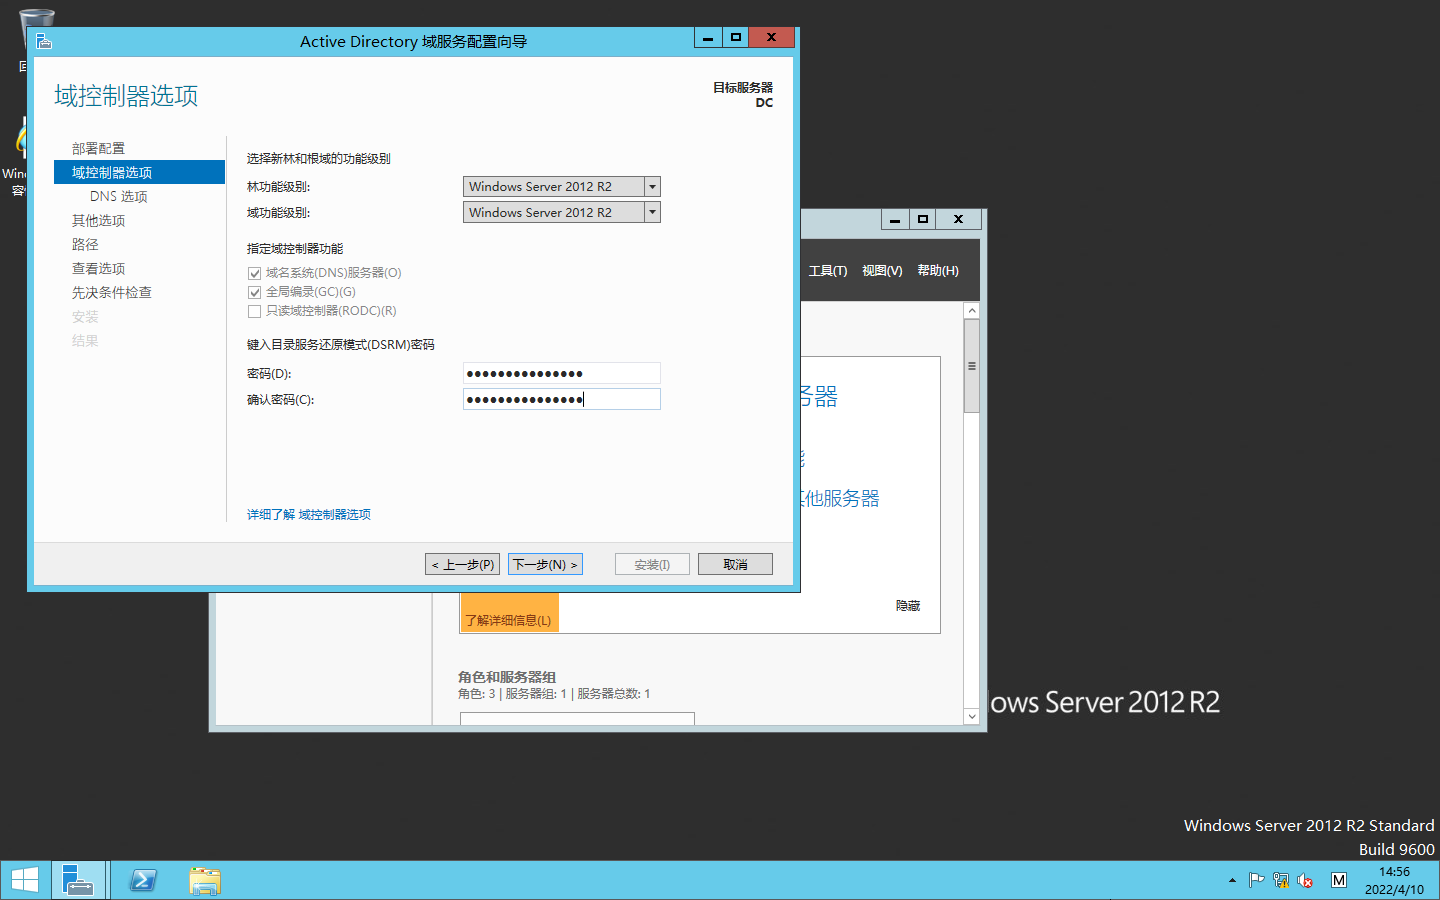 Active Directory 域服务配置向导
域控制器选项
目标服务器
DC
部署配置
域控制器选项
DNS 选项
其他选项
路径
查看选项
先决条件检查
安装
结果
选择新林和根域的功能级别
林功能级别:
Windows Server 2012 R2
域功能级别:
Windows Server 2012 R2
指定域控制器功能
域名系统(DNS)服务器(O)
全局编录(GC)(G)
只读域控制器(RODC)(R)
键入目录服务还原模式(DSRM)密码
密码(D):
●●●●●●●●●●●●●●●
确认密码(C):
●●●●●●●●●●●●●●●
详细了解 域控制器选项
< 上一步(P)
下一步(N) >
安装(I)
取消
工具(T)
视图(V)
帮助(H)
务器
其他服务器
隐藏
了解详细信息(L)
角色和服务器组
角色: 3 | 服务器组: 1 | 服务器总数: 1
Wind
ows Server 2012 R2
Windows Server 2012 R2 Standard
Build 9600
M
14:56
2022/4/10